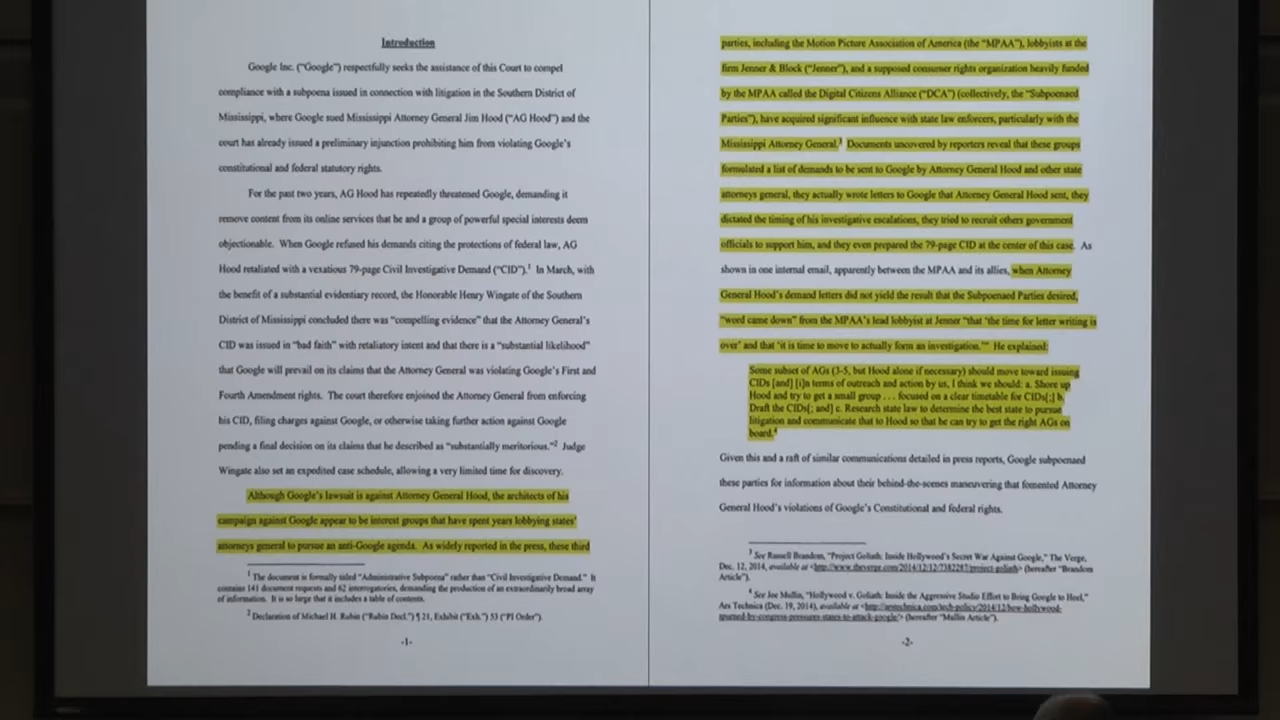 Introduction
Google Inc. ("Google") respectfully seeks the assistance of this Court to compel
compliance with a subpoena issued in connection with litigation in the Southern District of
Mississippi, where Google sued Mississippi Attorney General Jim Hood ("AG Hood") and the
court has already issued a preliminary injunction prohibiting him from violating Google's
constitutional and federal statutory rights.
For the past two years, AG Hood has repeatedly threatened Google, demanding it
remove content from its online services that he and a group of powerful special interests deem
objectionable. When Google refused his demands citing the protections of federal law, AG
Hood retaliated with a vexatious 79-page Civil Investigative Demand ("CID").1 In March, with
the benefit of a substantial evidentiary record, the Honorable Henry Wingate of the Southern
District of Mississippi concluded there was "compelling evidence" that the Attorney General's
CID was issued in "bad faith" with retaliatory intent and that there is a "substantial likelihood"
that Google will prevail on its claims that the Attorney General was violating Google's First and
Fourth Amendment rights. The court therefore enjoined the Attorney General from enforcing
his CID, filing charges against Google, or otherwise taking further action against Google
pending a final decision on its claims that he described as "substantially meritorious."2 Judge
Wingate also set an expedited case schedule, allowing a very limited time for discovery.
Although Google's lawsuit is against Attorney General Hood, the architects of his
campaign against Google appear to be interest groups that have spent years lobbying states'
attorneys general to pursue an anti-Google agenda. As widely reported in the press, these third
1 The document is formally titled "Administrative Subpoena" rather than "Civil Investigative Demand." It
contains 141 document requests and 62 interrogatories, demanding the production of an extraordinarily broad array
of information. It is so large that it includes a table of contents.
2 Declaration of Michael H. Rubin ("Rubin Decl.") ¶ 21, Exhibit ("Exh.") 53 ("PI Order").
-1-
parties, including the Motion Picture Association of America (the "MPAA"), lobbyists at the
firm Jenner & Block ("Jenner"), and a supposed consumer rights organization heavily funded
by the MPAA called the Digital Citizens Alliance ("DCA") (collectively, the "Subpoenaed
Parties"), have acquired significant influence with state law enforcers, particularly with the
Mississippi Attorney General.3 Documents uncovered by reporters reveal that these groups
formulated a list of demands to be sent to Google by Attorney General Hood and other state
attorneys general, they actually wrote letters to Google that Attorney General Hood sent, they
dictated the timing of his investigative escalations, they tried to recruit others government
officials to support him, and they even prepared the 79-page CID at the center of this case. As
shown in one internal email, apparently between the MPAA and its allies, when Attorney
General Hood's demand letters did not yield the result that the Subpoenaed Parties desired,
"word came down" from the MPAA's lead lobbyist at Jenner "that 'the time for letter writing is
over' and that 'it is time to move to actually form an investigation.'" He explained:
Some subset of AGs (3-5, but Hood alone if necessary) should move toward issuing
CIDs [and] [i]n terms of outreach and action by us, I think we should: a. Shore up
Hood and try to get a small group . . . focused on a clear timetable for CIDs[;] b.
Draft the CIDs[; and] c. Research state law to determine the best state to pursue
litigation and communicate that to Hood so that he can try to get the right AGs on
board.4
Given this and a raft of similar communications detailed in press reports, Google subpoenaed
these parties for information about their behind-the-scenes maneuvering that fomented Attorney
General Hood's violations of Google's Constitutional and federal rights.
3 See Russell Brandom, "Project Goliath: Inside Hollywood's Secret War Against Google," The Verge,
Dec. 12, 2014, available at <http://www.theverge.com/2014/12/12/7382287/project-goliath> (hereafter "Brandom
Article").
4 See Joe Mullin, "Hollywood v. Goliath: Inside the Aggressive Studio Effort to Bring Google to Heel,"
Ars Technica (Dec. 19, 2014), available at <http://arstechnica.com/tech-policy/2014/12/how-hollywood-
spurned-by-congress-pressures-states-to-attack-google/> (hereafter "Mullin Article").
-2-